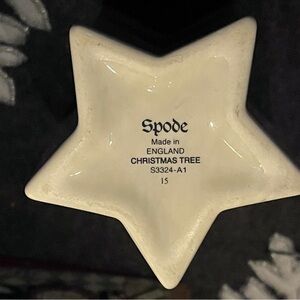 Spode
Made in
ENGLAND
CHRISTMAS TREE
S3324-A1
15